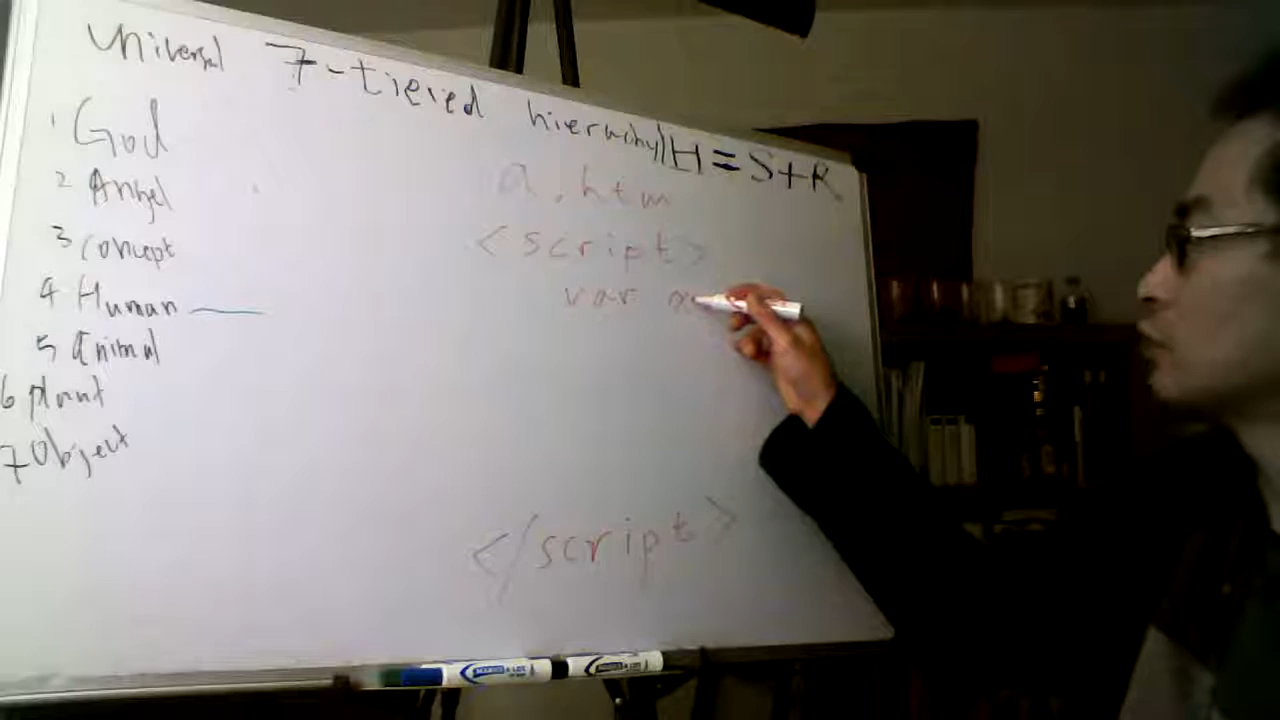 Universal 7-tiered hierarchy H = S+R
1 God
2 Angel
3 concept
4 Human
5 Animal
6 plant
7 Object
a.htm
<script>
var x
</script>